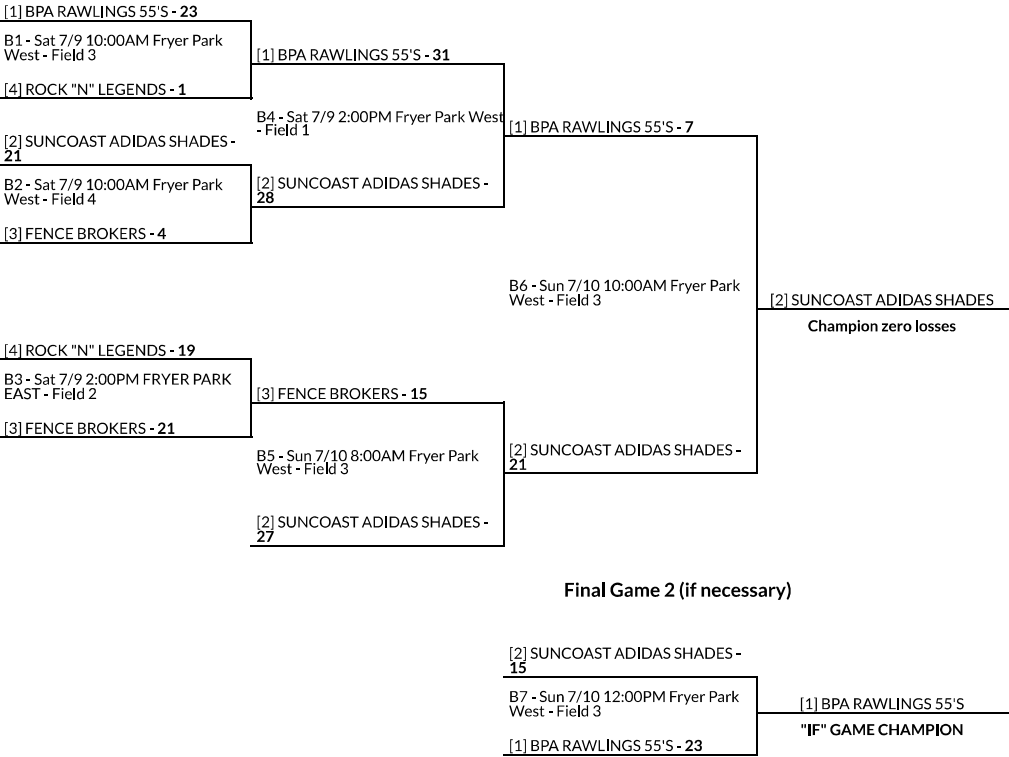 [1] BPA RAWLINGS 55'S - 23
B1 - Sat 7/9 10:00AM Fryer Park
West - Field 3
[4] ROCK "N" LEGENDS - 1
[1] BPA RAWLINGS 55'S - 31
B4 - Sat 7/9 2:00PM Fryer Park West
- Field 1
[2] SUNCOAST ADIDAS SHADES -
28
[2] SUNCOAST ADIDAS SHADES -
21
B2 - Sat 7/9 10:00AM Fryer Park
West - Field 4
[3] FENCE BROKERS - 4
[1] BPA RAWLINGS 55'S - 7
B6 - Sun 7/10 10:00AM Fryer Park
West - Field 3
[2] SUNCOAST ADIDAS SHADES
Champion zero losses
[4] ROCK "N" LEGENDS - 19
B3 - Sat 7/9 2:00PM FRYER PARK
EAST - Field 2
[3] FENCE BROKERS - 21
[3] FENCE BROKERS - 15
B5 - Sun 7/10 8:00AM Fryer Park
West - Field 3
[2] SUNCOAST ADIDAS SHADES -
27
[2] SUNCOAST ADIDAS SHADES -
21
Final Game 2 (if necessary)
[2] SUNCOAST ADIDAS SHADES -
15
B7 - Sun 7/10 12:00PM Fryer Park
West - Field 3
[1] BPA RAWLINGS 55'S - 23
[1] BPA RAWLINGS 55'S
"IF" GAME CHAMPION